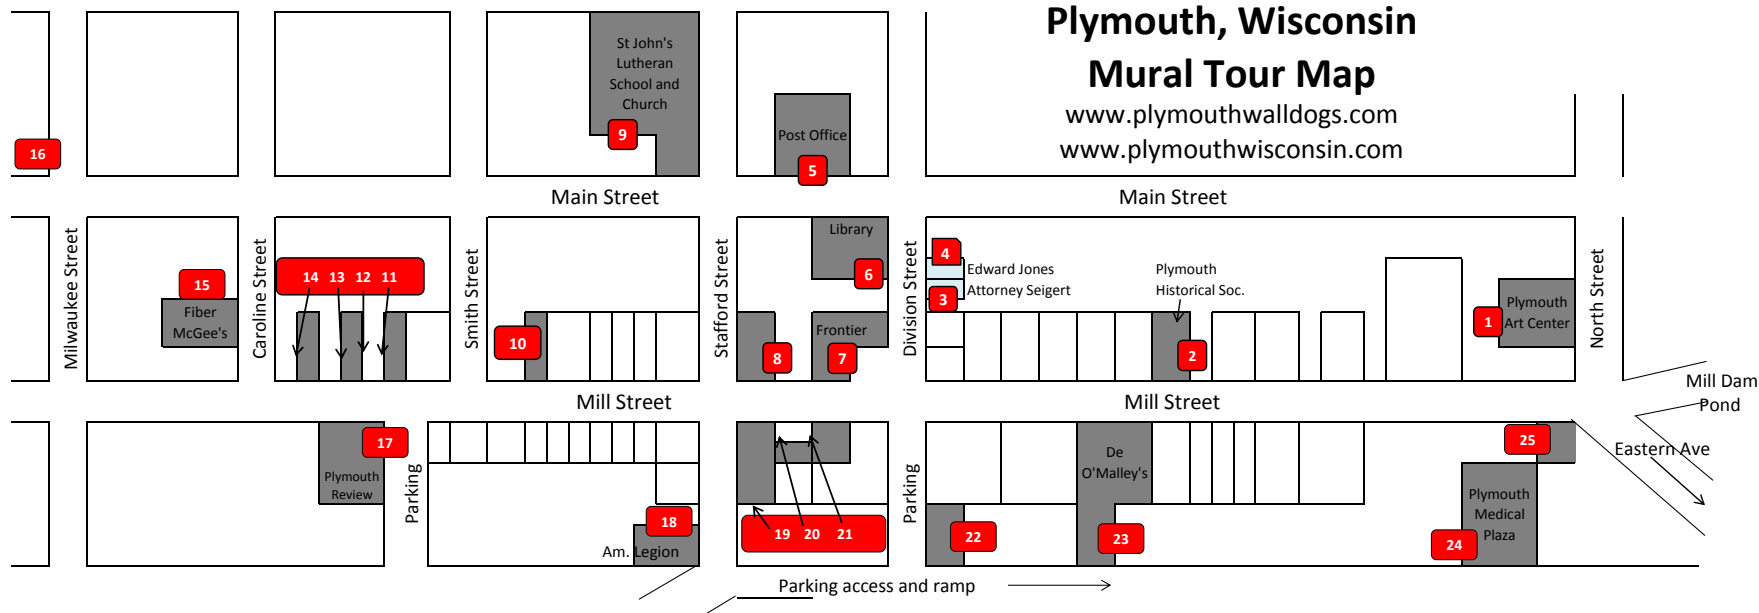 Plymouth, Wisconsin
Mural Tour Map
www.plymouthwalldogs.com
www.plymouthwisconsin.com
St John's
Lutheran
School and
Church
9
Post Office
5
16
Main Street
Main Street
Milwaukee Street
Caroline Street
Smith Street
Stafford Street
Division Street
North Street
15
Fiber
McGee's
14 13 12 11
10
Library
6
8
Frontier
7
4
Edward Jones
Attorney Seigert
3
Plymouth
Historical Soc.
2
1
Plymouth
Art Center
Mill Street
Mill Street
Mill Dam
Pond
Eastern Ave
17
Plymouth
Review
Parking
18
Am. Legion
19 20 21
Parking
22
De
O'Malley's
23
24
Plymouth
Medical
Plaza
25
Parking access and ramp